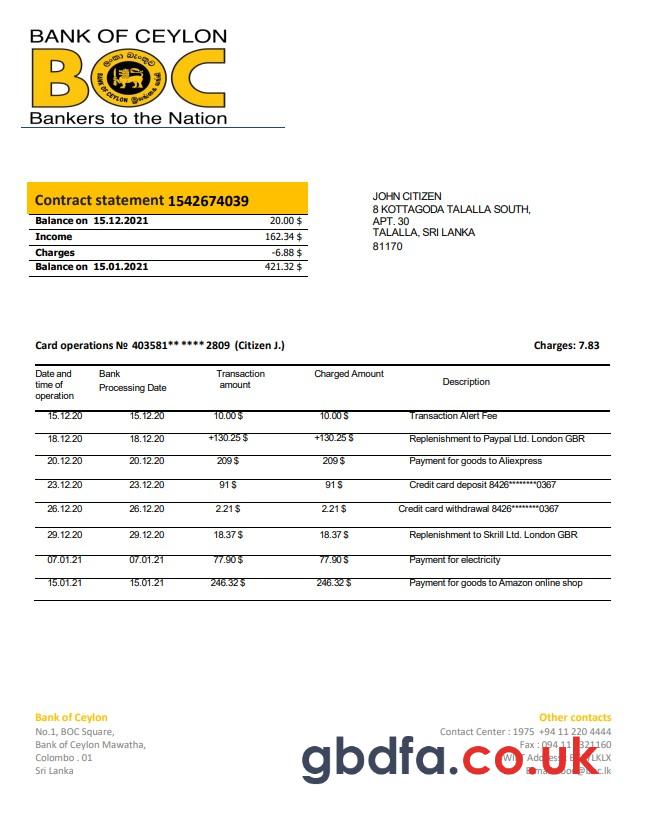 BANK OF CEYLON
BOC
ලංකා බැංකුව
BANK OF CEYLON
Bankers to the Nation
Contract statement 1542674039
Balance on 15.12.2021 20.00 $
Income 162.34 $
Charges -6.88 $
Balance on 15.01.2021 421.32 $
JOHN CITIZEN
8 KOTTAGODA TALALLA SOUTH,
APT. 30
TALALLA, SRI LANKA
81170
Card operations № 403581** **** 2809 (Citizen J.) Charges: 7.83
Date and time of operation Bank Processing Date Transaction amount Charged Amount Description
15.12.20 15.12.20 10.00 $ 10.00 $ Transaction Alert Fee
18.12.20 18.12.20 +130.25 $ +130.25 $ Replenishment to Paypal Ltd. London GBR
20.12.20 20.12.20 209 $ 209 $ Payment for goods to Aliexpress
23.12.20 23.12.20 91 $ 91 $ Credit card deposit 8426********0367
26.12.20 26.12.20 2.21 $ 2.21 $ Credit card withdrawal 8426********0367
29.12.20 29.12.20 18.37 $ 18.37 $ Replenishment to Skrill Ltd. London GBR
07.01.21 07.01.21 77.90 $ 77.90 $ Payment for electricity
15.01.21 15.01.21 246.32 $ 246.32 $ Payment for goods to Amazon online shop
Bank of Ceylon
No.1, BOC Square,
Bank of Ceylon Mawatha,
Colombo . 01
Sri Lanka
Other contacts
Contact Center : 1975 +94 11 220 4444
Fax : 094 11 321160
gbdfa.co.uk